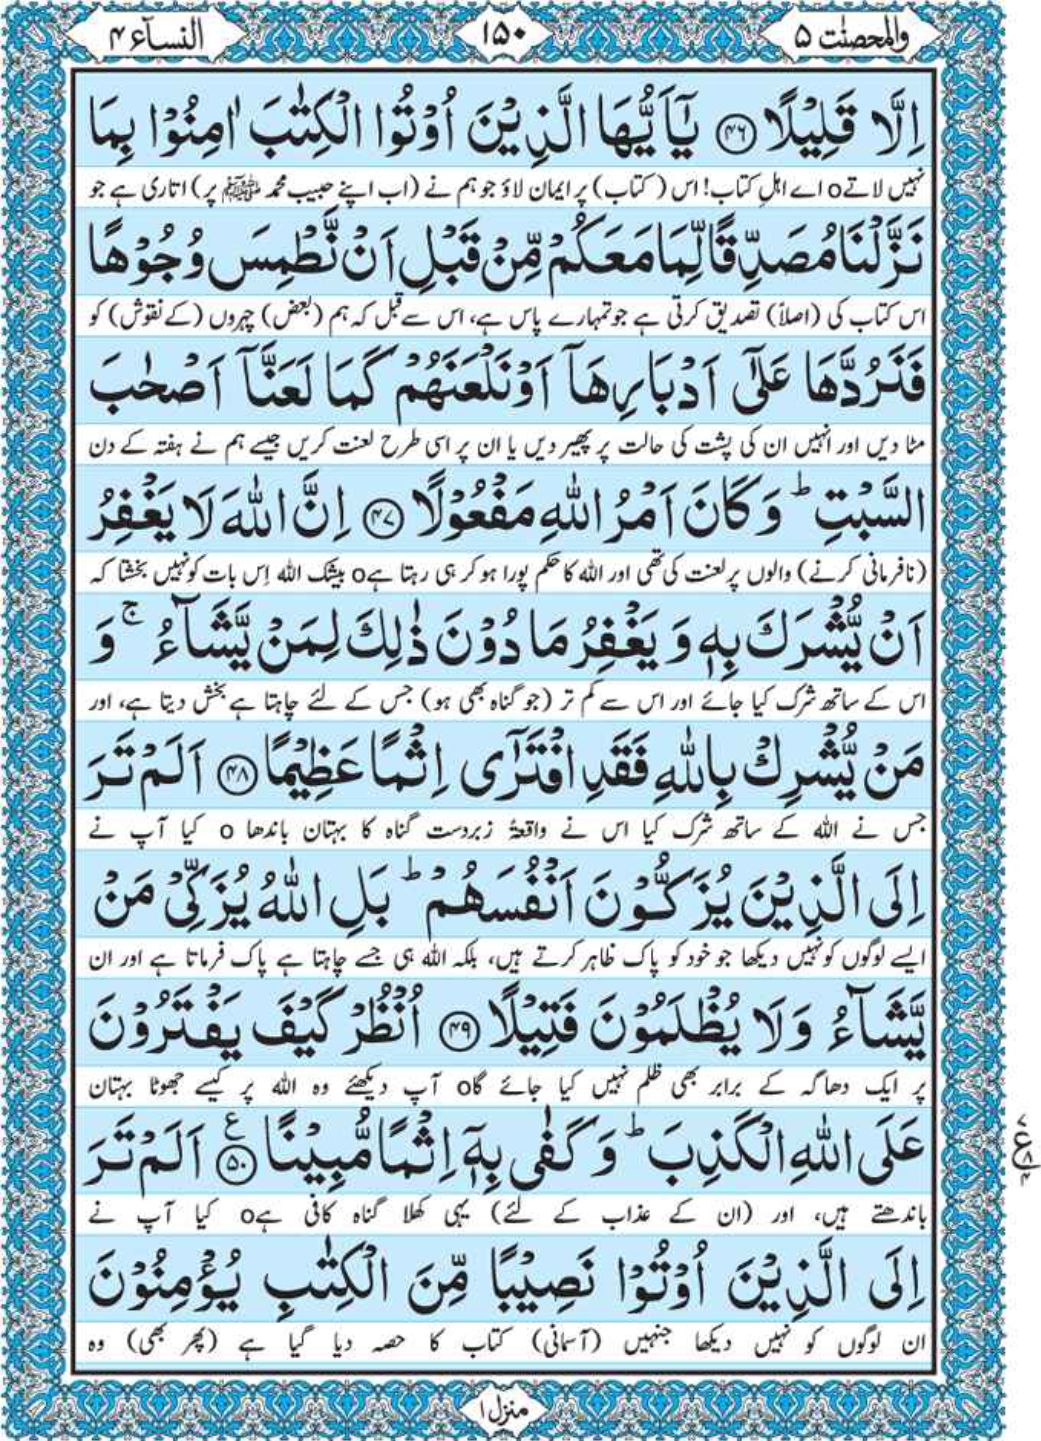 النسآء ۴
۱۵۰
والمحصنٰت ۵
اِلَّا قَلِیْلًا ﴿۴۶﴾ یٰۤاَیُّهَا الَّذِیْنَ اُوْتُوا الْكِتٰبَ اٰمِنُوْا بِمَا
نہیں لاتےo اے اہلِ کتاب! اس (کتاب) پر ایمان لاؤ جو ہم نے (اب اپنے حبیب محمد ﷺ پر) اتاری ہے جو
نَزَّلْنَا مُصَدِّقًا لِّمَا مَعَكُمْ مِّنْ قَبْلِ اَنْ نَّطْمِسَ وُجُوْهًا
اس کتاب کی (اصلاً) تصدیق کرتی ہے جو تمہارے پاس ہے، اس سے قبل کہ ہم (بعض) چہروں (کے نقوش) کو
فَنَرُدَّهَا عَلٰۤی اَدْبَارِهَاۤ اَوْ نَلْعَنَهُمْ كَمَا لَعَنَّاۤ اَصْحٰبَ
مٹا دیں اور انہیں ان کی پشت کی حالت پر پھیر دیں یا ان پر اسی طرح لعنت کریں جیسے ہم نے ہفتہ کے دن
السَّبْتِ ؕ وَ كَانَ اَمْرُ اللّٰهِ مَفْعُوْلًا ﴿۴۷﴾ اِنَّ اللّٰهَ لَا یَغْفِرُ
(نافرمانی کرنے) والوں پر لعنت کی تھی اور اللہ کا حکم پورا ہو کر ہی رہتا ہےo بیشک اللہ اِس بات کو نہیں بخشتا کہ
اَنْ یُّشْرَكَ بِهٖ وَ یَغْفِرُ مَا دُوْنَ ذٰلِكَ لِمَنْ یَّشَآءُ ۚ وَ
اس کے ساتھ شرک کیا جائے اور اس سے کم تر (جو گناہ بھی ہو) جس کے لئے چاہتا ہے بخش دیتا ہے، اور
مَنْ یُّشْرِكْ بِاللّٰهِ فَقَدِ افْتَرٰۤی اِثْمًا عَظِیْمًا ﴿۴۸﴾ اَلَمْ تَرَ
جس نے اللہ کے ساتھ شرک کیا اس نے واقعۃً زبردست گناہ کا بہتان باندھا o کیا آپ نے
اِلَی الَّذِیْنَ یُزَكُّوْنَ اَنْفُسَهُمْ ؕ بَلِ اللّٰهُ یُزَكِّیْ مَنْ
ایسے لوگوں کو نہیں دیکھا جو خود کو پاک ظاہر کرتے ہیں، بلکہ اللہ ہی جسے چاہتا ہے پاک فرماتا ہے اور ان
یَّشَآءُ وَلَا یُظْلَمُوْنَ فَتِیْلًا ﴿۴۹﴾ اُنْظُرْ كَیْفَ یَفْتَرُوْنَ
پر ایک دھاگہ کے برابر بھی ظلم نہیں کیا جائے گاo آپ دیکھئے وہ اللہ پر کیسے جھوٹا بہتان
عَلَی اللّٰهِ الْكَذِبَ ؕ وَ كَفٰی بِهٖۤ اِثْمًا مُّبِیْنًا ﴿۵۰﴾ ع اَلَمْ تَرَ
باندھتے ہیں، اور (ان کے عذاب کے لئے) یہی کھلا گناہ کافی ہےo کیا آپ نے
اِلَی الَّذِیْنَ اُوْتُوْا نَصِیْبًا مِّنَ الْكِتٰبِ یُؤْمِنُوْنَ
ان لوگوں کو نہیں دیکھا جنہیں (آسمانی) کتاب کا حصہ دیا گیا ہے (پھر بھی) وہ
منزل ۱